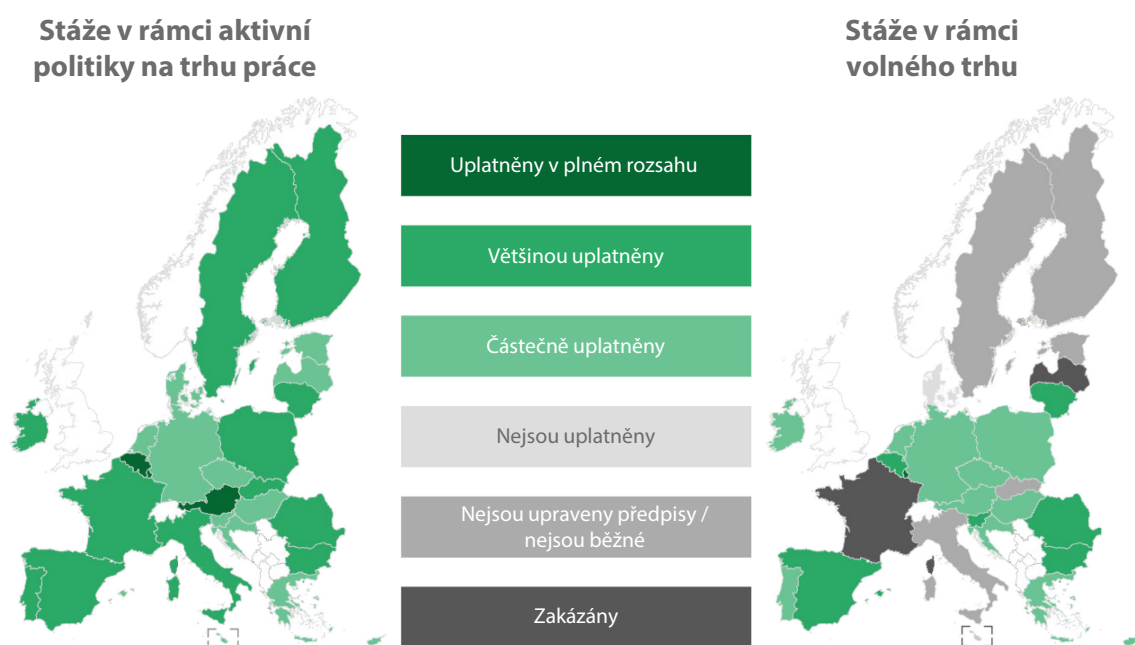 Stáže v rámci aktivní
politiky na trhu práce
Stáže v rámci
volného trhu
Uplatněny v plném rozsahu
Většinou uplatněny
Částečně uplatněny
Nejsou uplatněny
Nejsou upraveny předpisy /
nejsou běžné
Zakázány